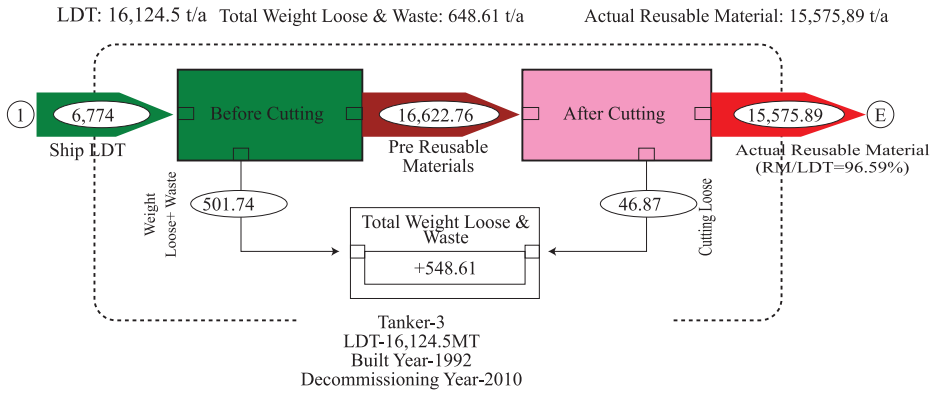 LDT: 16,124.5 t/a Total Weight Loose & Waste: 648.61 t/a Actual Reusable Material: 15,575,89 t/a
1 6,774 Before Cutting 16,622.76 After Cutting 15,575.89 E
Ship LDT
Pre Reusable
Materials
Actual Reusable Material
(RM/LDT=96.59%)
Weight
Loose+ Waste
501.74
46.87
Cutting Loose
Total Weight Loose &
Waste
+548.61
Tanker-3
LDT-16,124.5MT
Built Year-1992
Decommissioning Year-2010